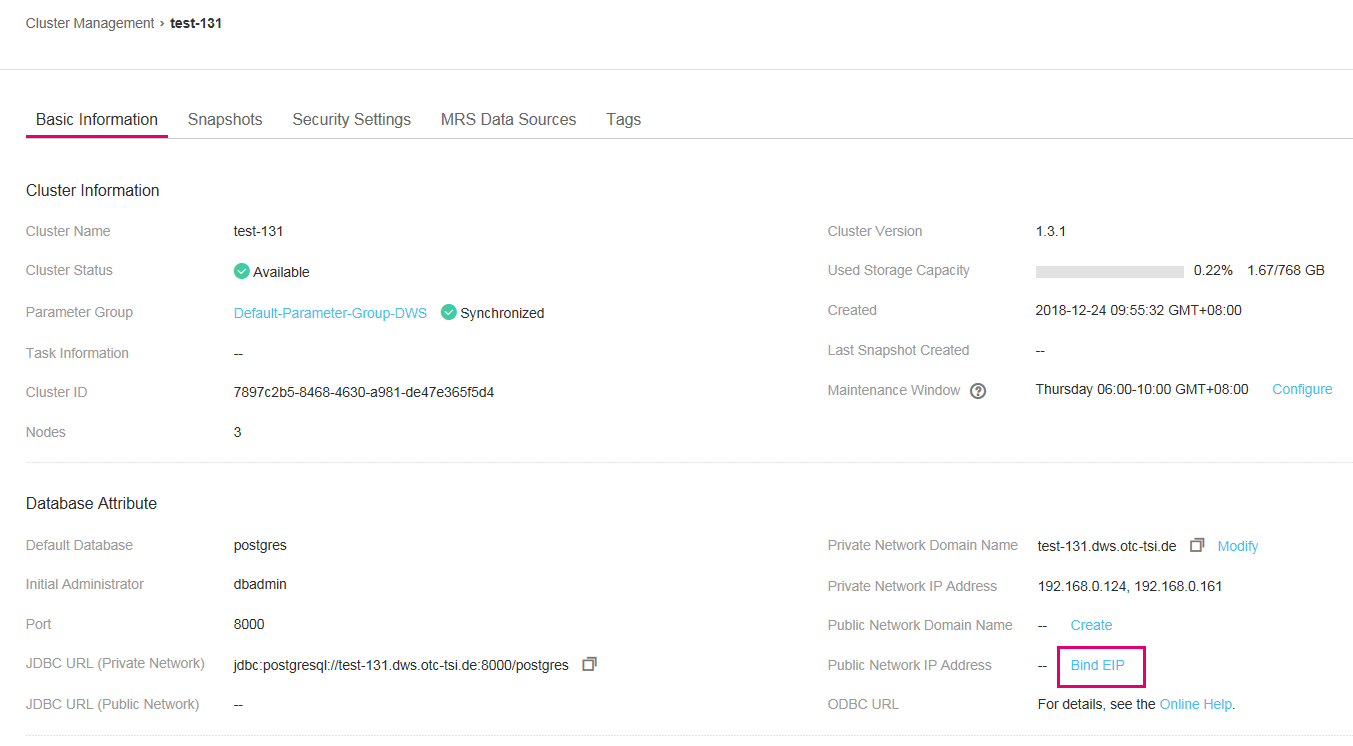 Cluster Management › test-131
Basic Information Snapshots Security Settings MRS Data Sources Tags
Cluster Information
Cluster Name test-131 Cluster Version 1.3.1
Cluster Status Available Used Storage Capacity 0.22% 1.67/768 GB
Parameter Group Default-Parameter-Group-DWS Synchronized Created 2018-12-24 09:55:32 GMT+08:00
Task Information -- Last Snapshot Created --
Cluster ID 7897c2b5-8468-4630-a981-de47e365f5d4 Maintenance Window ? Thursday 06:00-10:00 GMT+08:00 Configure
Nodes 3
Database Attribute
Default Database postgres Private Network Domain Name test-131.dws.otc-tsi.de Modify
Initial Administrator dbadmin Private Network IP Address 192.168.0.124, 192.168.0.161
Port 8000 Public Network Domain Name -- Create
JDBC URL (Private Network) jdbc:postgresql://test-131.dws.otc-tsi.de:8000/postgres Public Network IP Address -- Bind EIP
JDBC URL (Public Network) -- ODBC URL For details, see the Online Help.